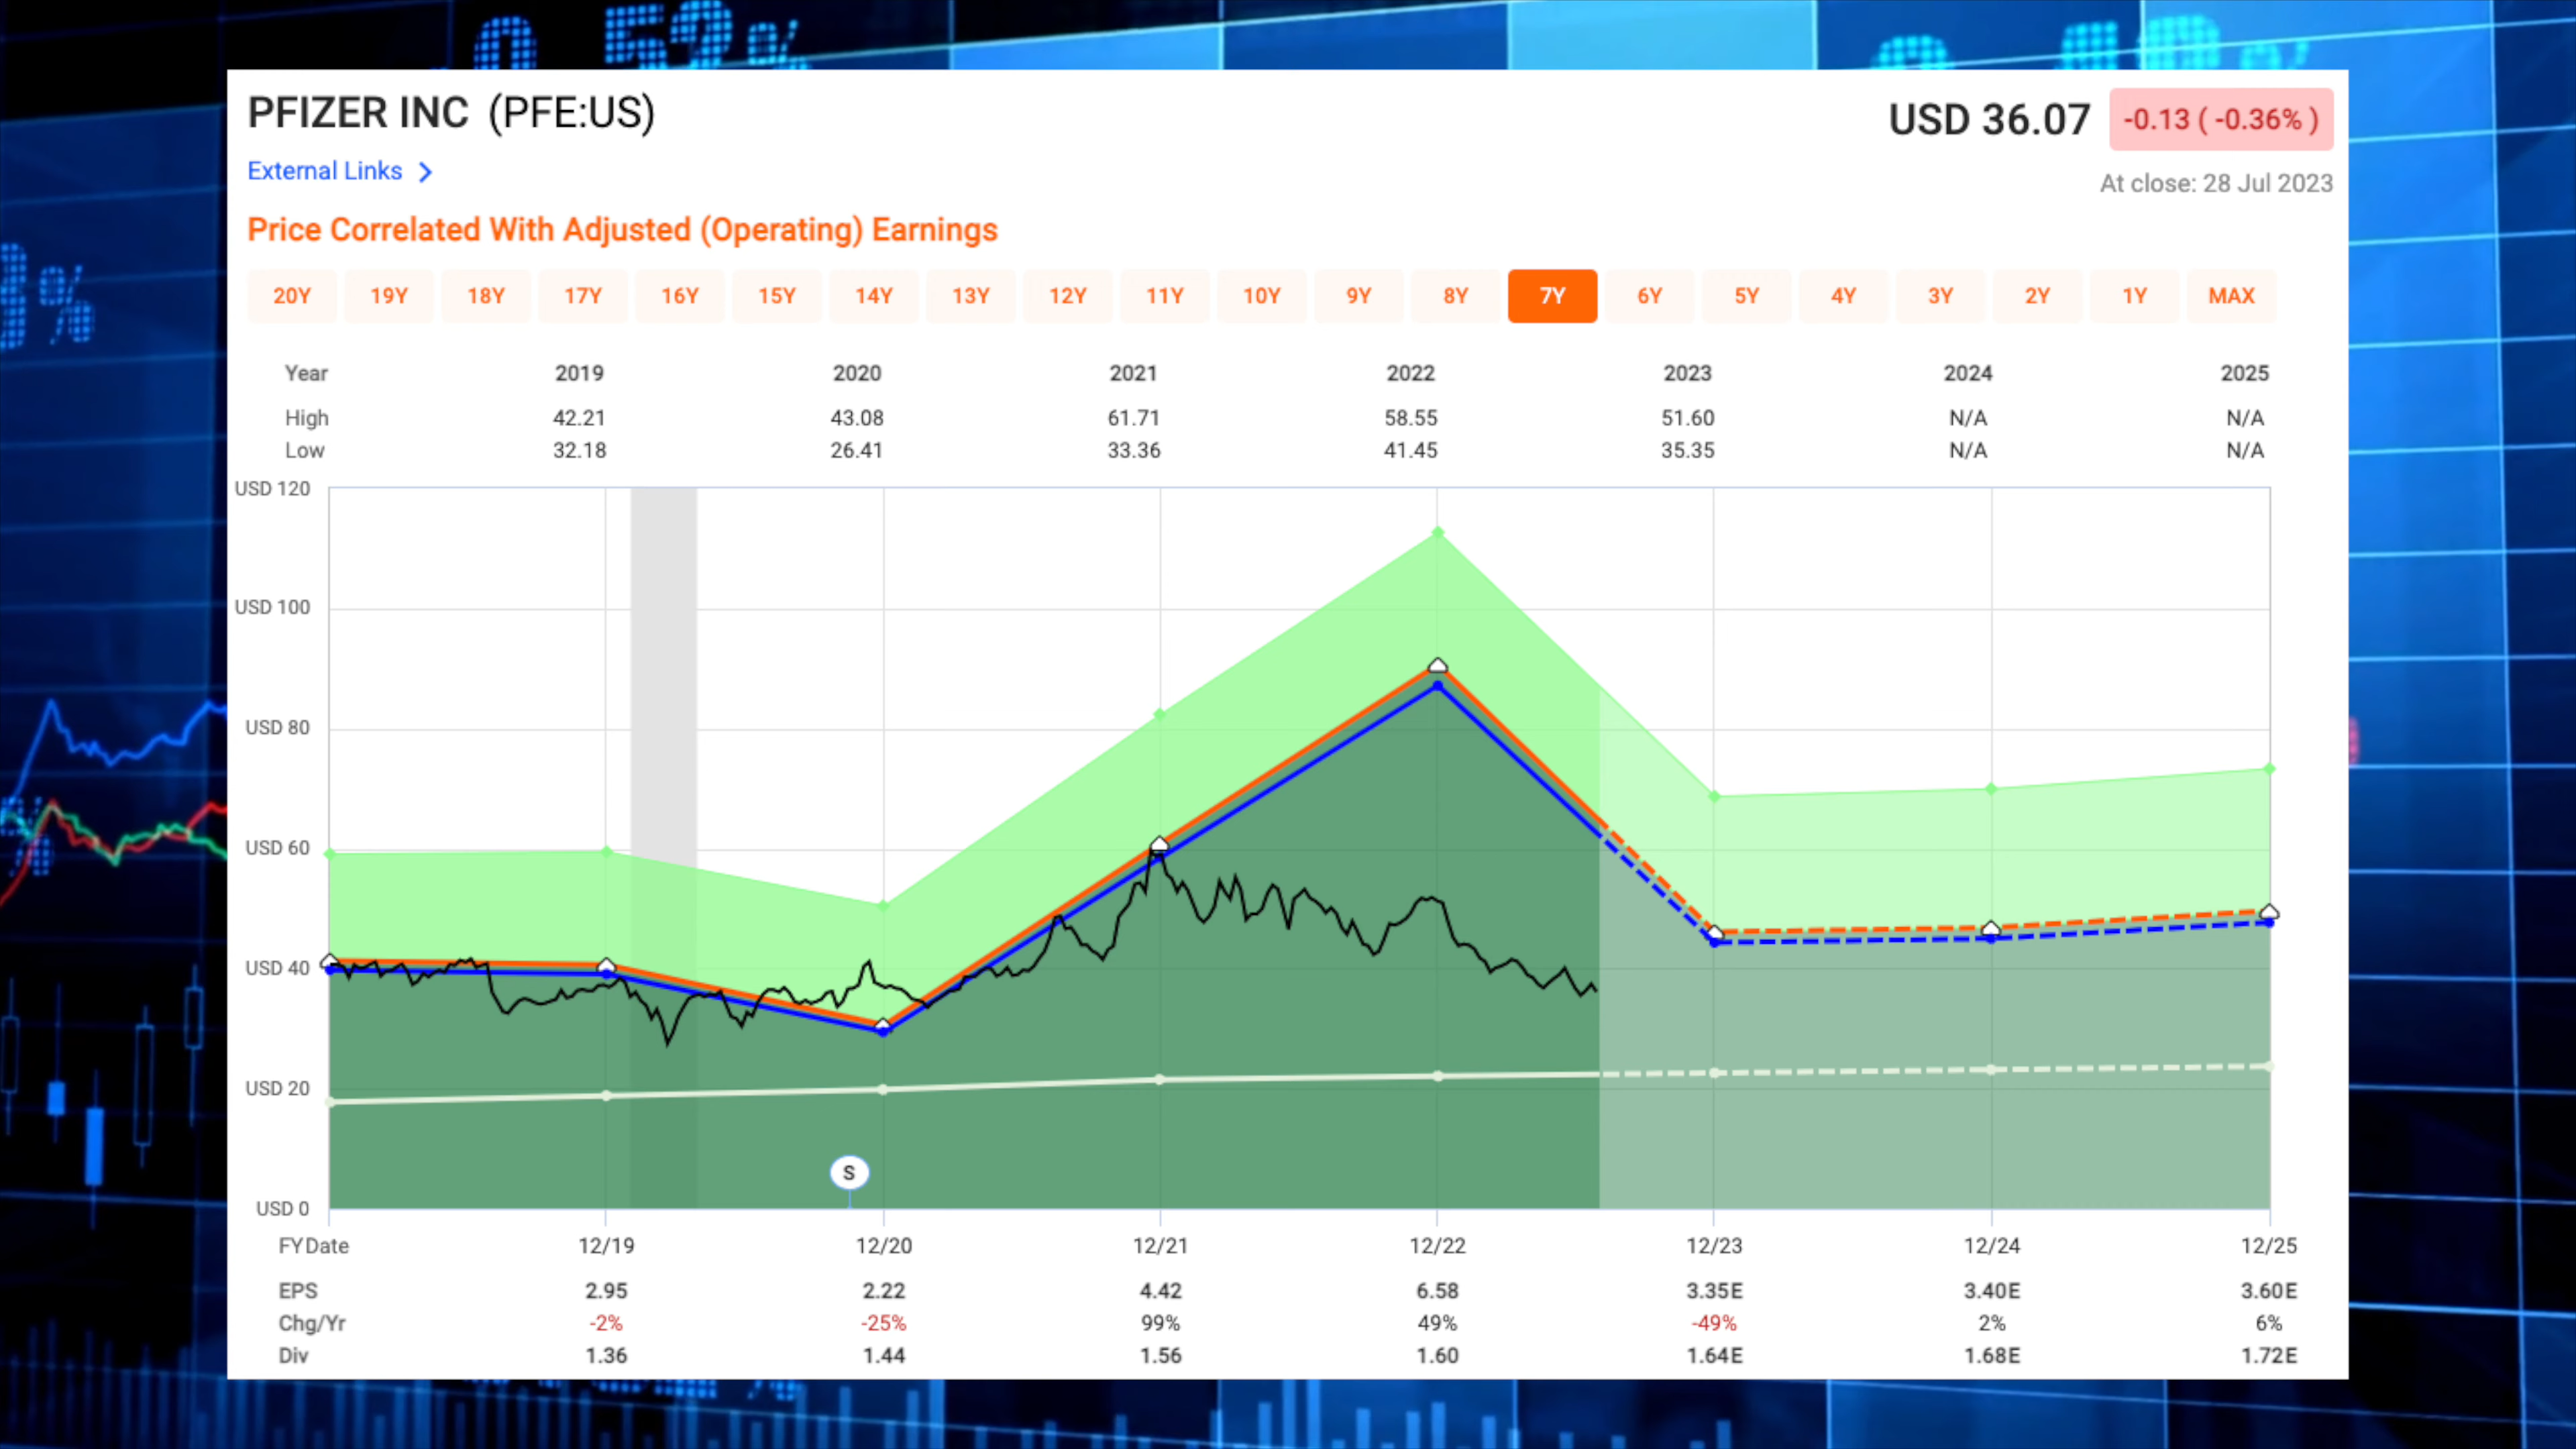 0.52%
PFIZER INC (PFE:US)
USD 36.07 -0.13 ( -0.36% )
External Links
At close: 28 Jul 2023
Price Correlated With Adjusted (Operating) Earnings
20Y 19Y 18Y 17Y 16Y 15Y 14Y 13Y 12Y 11Y 10Y 9Y 8Y 7Y 6Y 5Y 4Y 3Y 2Y 1Y MAX
Year 2019 2020 2021 2022 2023 2024 2025
High 42.21 43.08 61.71 58.55 51.60 N/A N/A
Low 32.18 26.41 33.36 41.45 35.35 N/A N/A
USD 120
USD 100
USD 80
USD 60
USD 40
USD 20
S
USD 0
FYDate 12/19 12/20 12/21 12/22 12/23 12/24 12/25
EPS 2.95 2.22 4.42 6.58 3.35E 3.40E 3.60E
Chg/Yr -2% -25% 99% 49% -49% 2% 6%
Div 1.36 1.44 1.56 1.60 1.64E 1.68E 1.72E